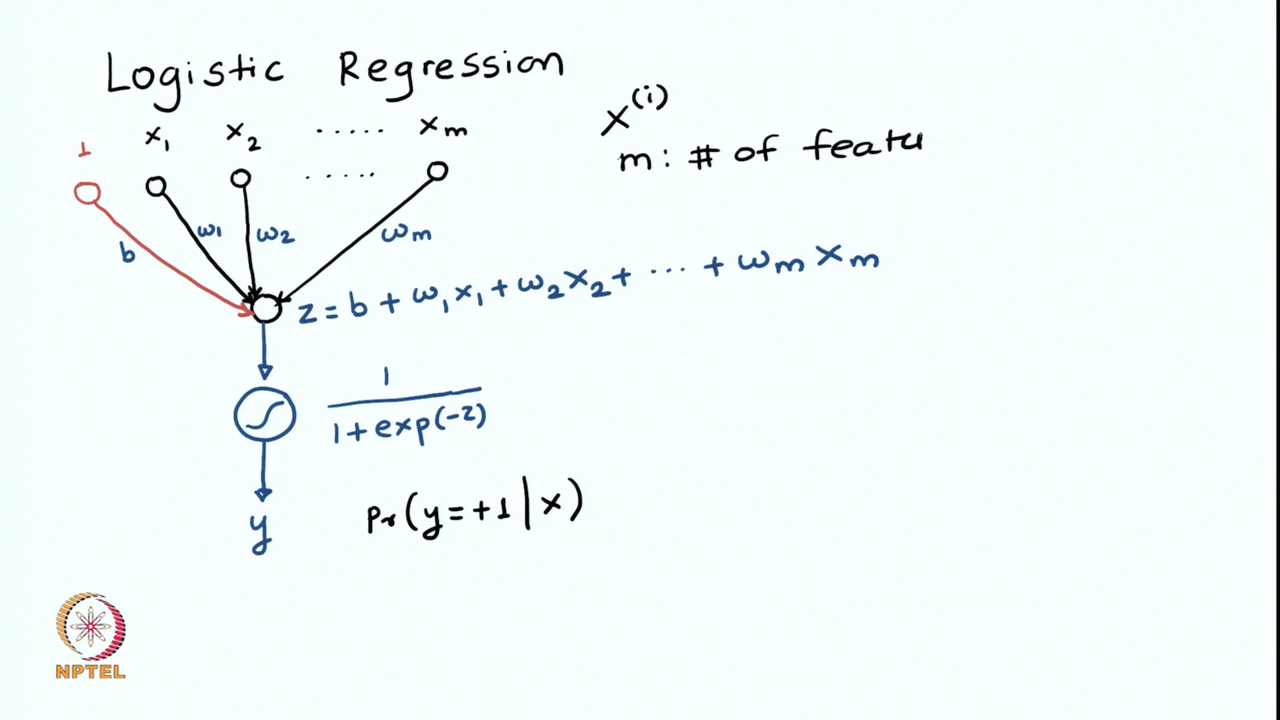 Logistic Regression
1 x₁ x₂ ..... xₘ
.....
b w₁ w₂ wₘ
x⁽ⁱ⁾
m: # of featu
z = b + w₁x₁ + w₂x₂ + ... + wₘxₘ
1
1+exp(-z)
y
Pr(y=+1|x)
NPTEL